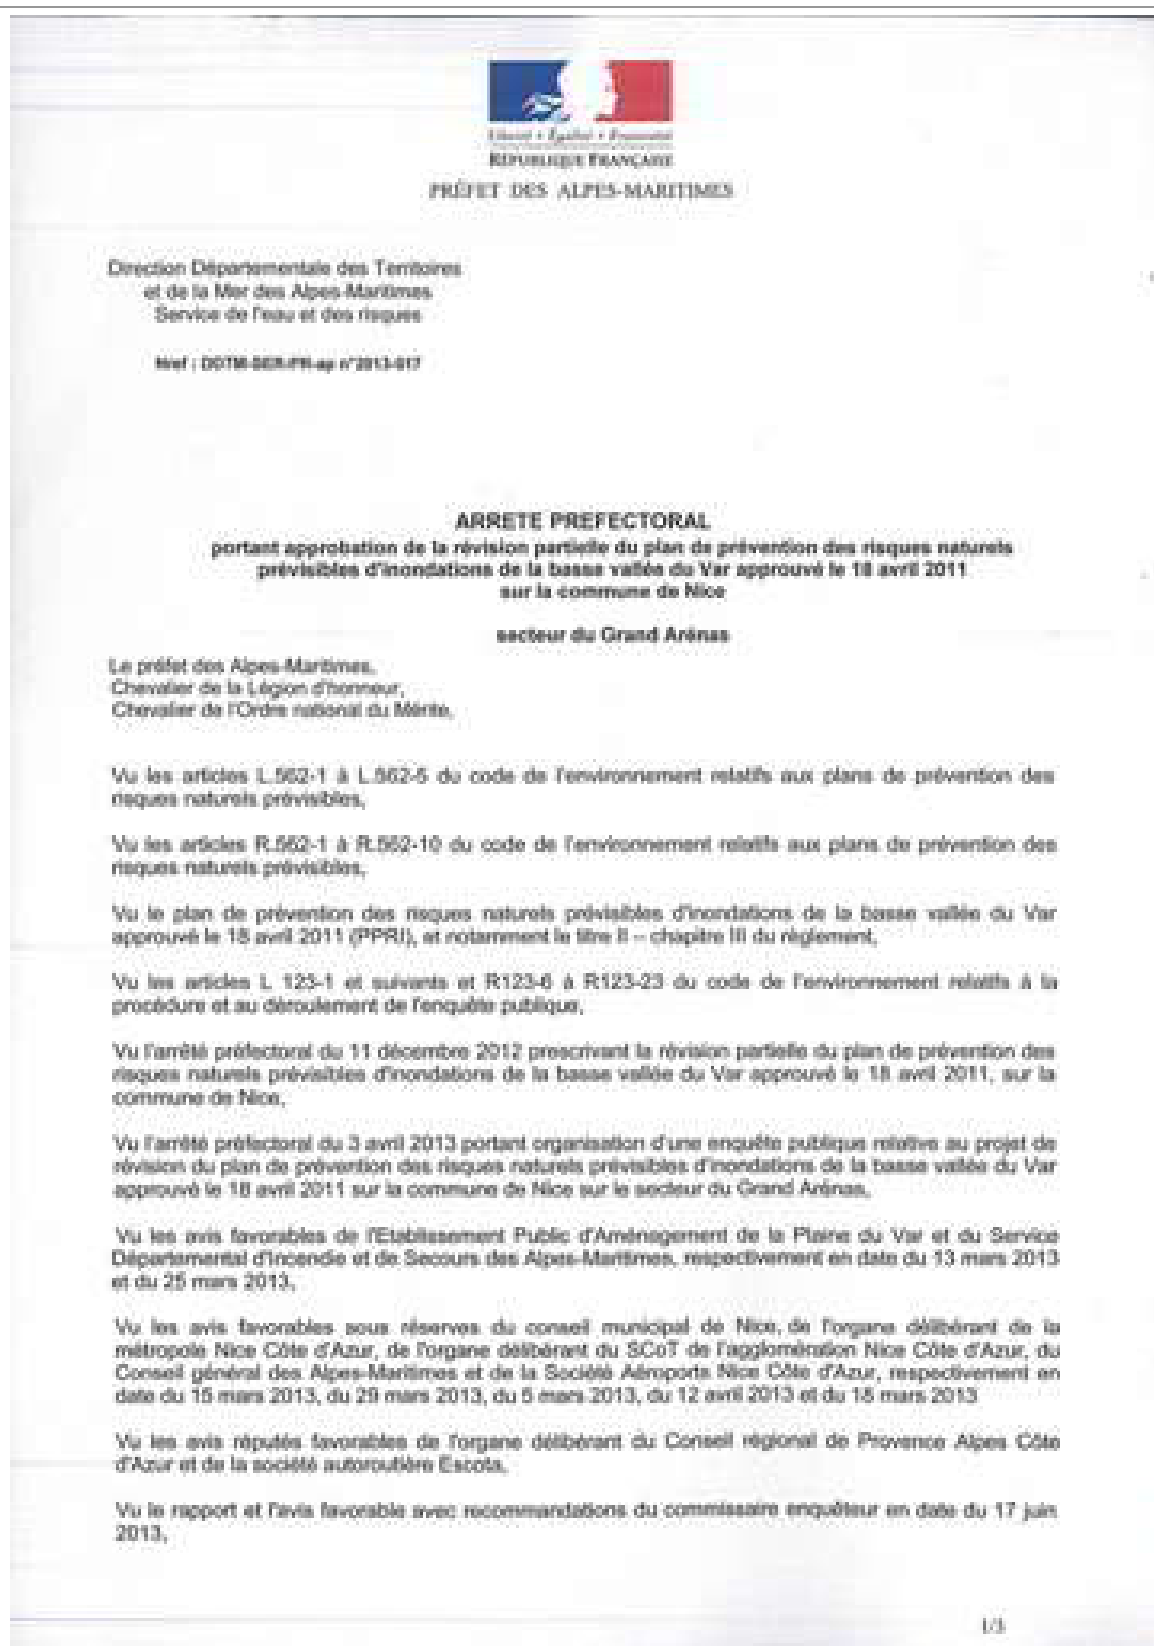 Liberté • Égalité • Fraternité
RÉPUBLIQUE FRANÇAISE
PRÉFET DES ALPES-MARITIMES
Direction Départementale des Territoires
et de la Mer des Alpes-Maritimes
Service de l'eau et des risques
Nref : DDTM-SER-PR-ap n°2013-017
ARRETE PREFECTORAL
portant approbation de la révision partielle du plan de prévention des risques naturels
prévisibles d'inondations de la basse vallée du Var approuvé le 18 avril 2011
sur la commune de Nice
secteur du Grand Arénas
Le préfet des Alpes-Maritimes,
Chevalier de la Légion d'honneur,
Chevalier de l'Ordre national du Mérite,
Vu les articles L.562-1 à L.562-5 du code de l'environnement relatifs aux plans de prévention des
risques naturels prévisibles,
Vu les articles R.562-1 à R.562-10 du code de l'environnement relatifs aux plans de prévention des
risques naturels prévisibles,
Vu le plan de prévention des risques naturels prévisibles d'inondations de la basse vallée du Var
approuvé le 18 avril 2011 (PPRI), et notamment le titre II – chapitre III du règlement,
Vu les articles L 123-1 et suivants et R123-6 à R123-23 du code de l'environnement relatifs à la
procédure et au déroulement de l'enquête publique,
Vu l'arrêté préfectoral du 11 décembre 2012 prescrivant la révision partielle du plan de prévention des
risques naturels prévisibles d'inondations de la basse vallée du Var approuvé le 18 avril 2011, sur la
commune de Nice,
Vu l'arrêté préfectoral du 3 avril 2013 portant organisation d'une enquête publique relative au projet de
révision du plan de prévention des risques naturels prévisibles d'inondations de la basse vallée du Var
approuvé le 18 avril 2011 sur la commune de Nice sur le secteur du Grand Arénas,
Vu les avis favorables de l'Etablissement Public d'Aménagement de la Plaine du Var et du Service
Départemental d'Incendie et de Secours des Alpes-Maritimes, respectivement en date du 13 mars 2013
et du 25 mars 2013,
Vu les avis favorables sous réserves du conseil municipal de Nice, de l'organe délibérant de la
métropole Nice Côte d'Azur, de l'organe délibérant du SCoT de l'agglomération Nice Côte d'Azur, du
Conseil général des Alpes-Maritimes et de la Société Aéroports Nice Côte d'Azur, respectivement en
date du 15 mars 2013, du 29 mars 2013, du 5 mars 2013, du 12 avril 2013 et du 18 mars 2013
Vu les avis réputés favorables de l'organe délibérant du Conseil régional de Provence Alpes Côte
d'Azur et de la société autoroutière Escota,
Vu le rapport et l'avis favorable avec recommandations du commissaire enquêteur en date du 17 juin
2013,
1/3